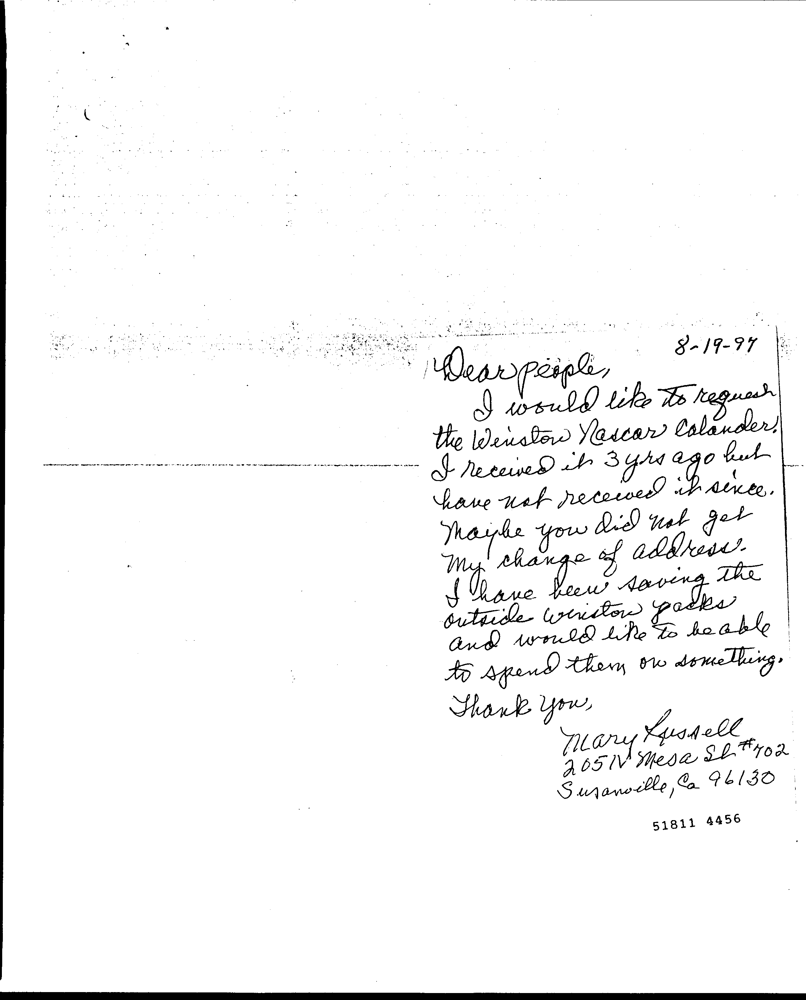 8-19-97
Dear people,
I would like to request
the Winston Nascar Calander.
I received it 3 yrs ago but
have not received it since.
Maybe you did not get
my change of address.
I have been saving the
outside winston packs
and would like to be able
to spend them on something.
Thank you,
Mary
Mesa St #702
Susanville, Ca 96130
51811 4456